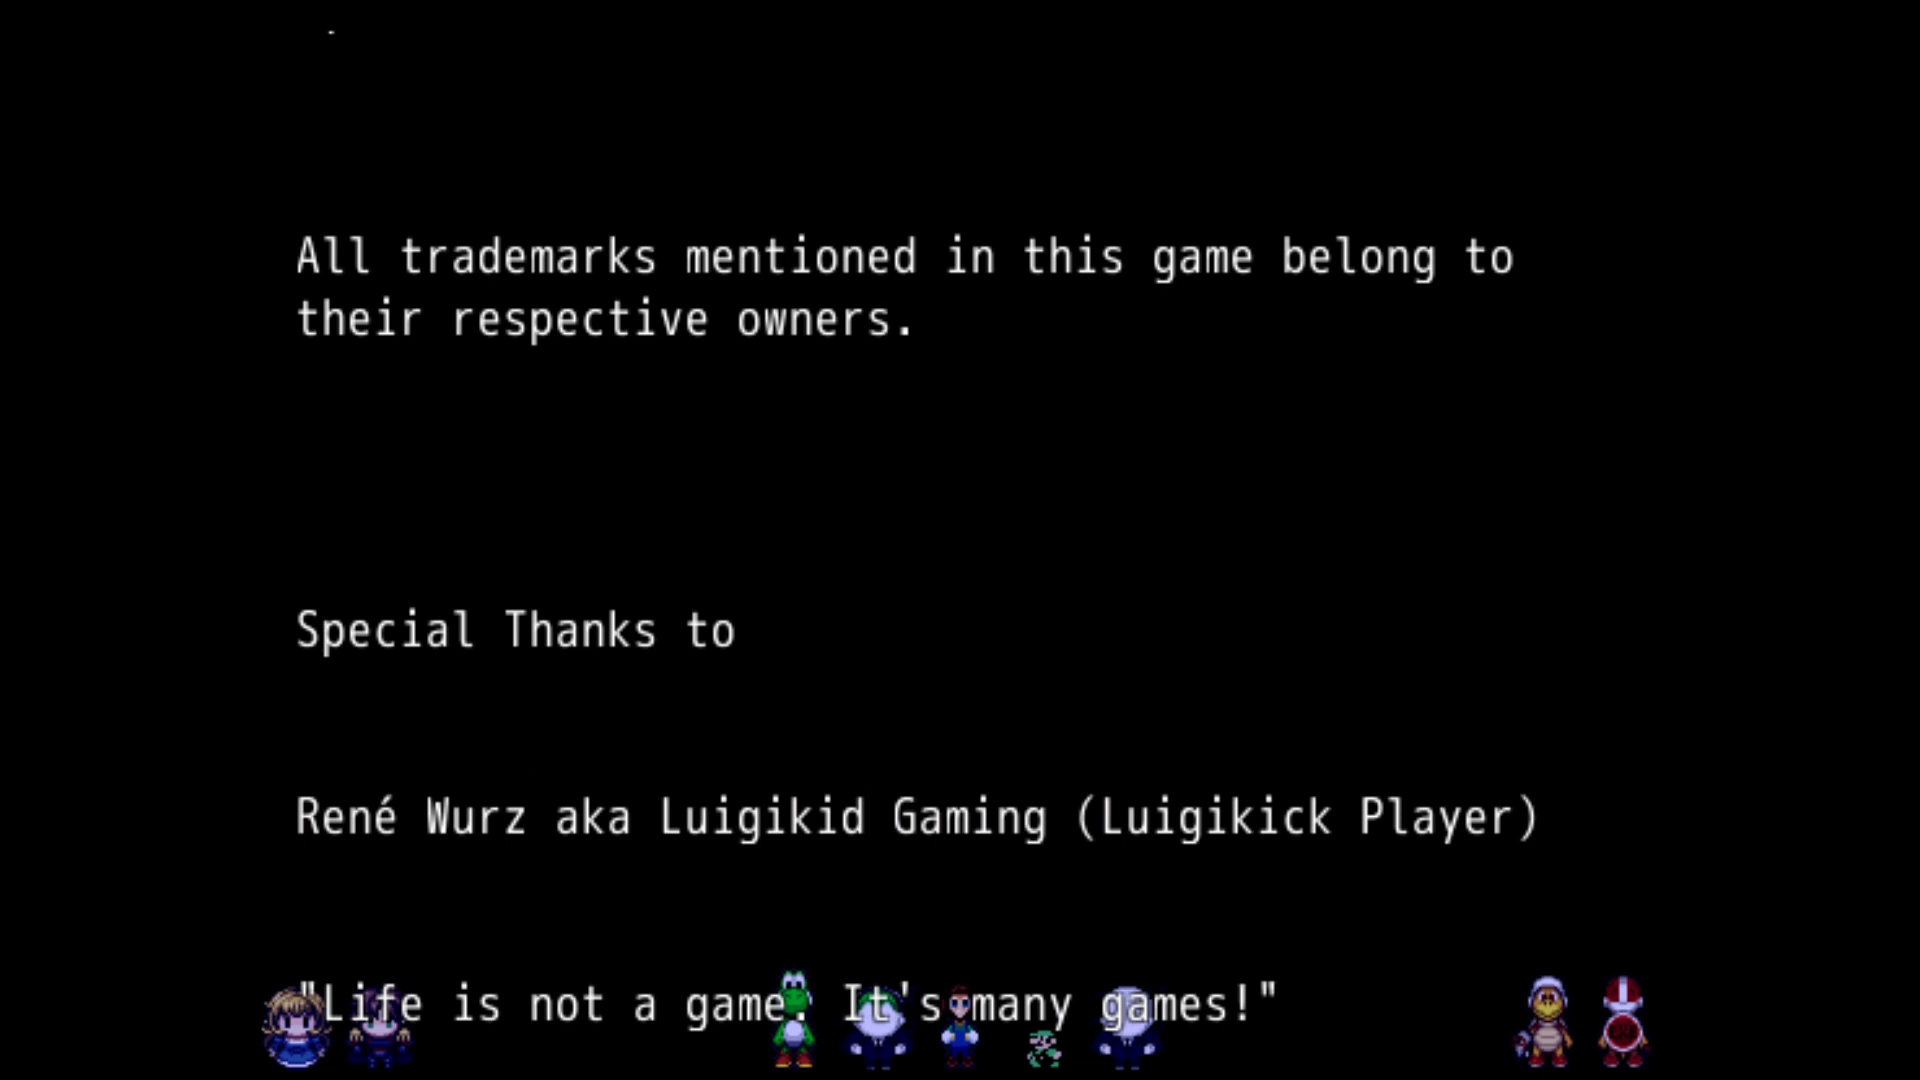 All trademarks mentioned in this game belong to
their respective owners.
Special Thanks to
René Wurz aka Luigikid Gaming (Luigikick Player)
"Life is not a game. It's many games!"